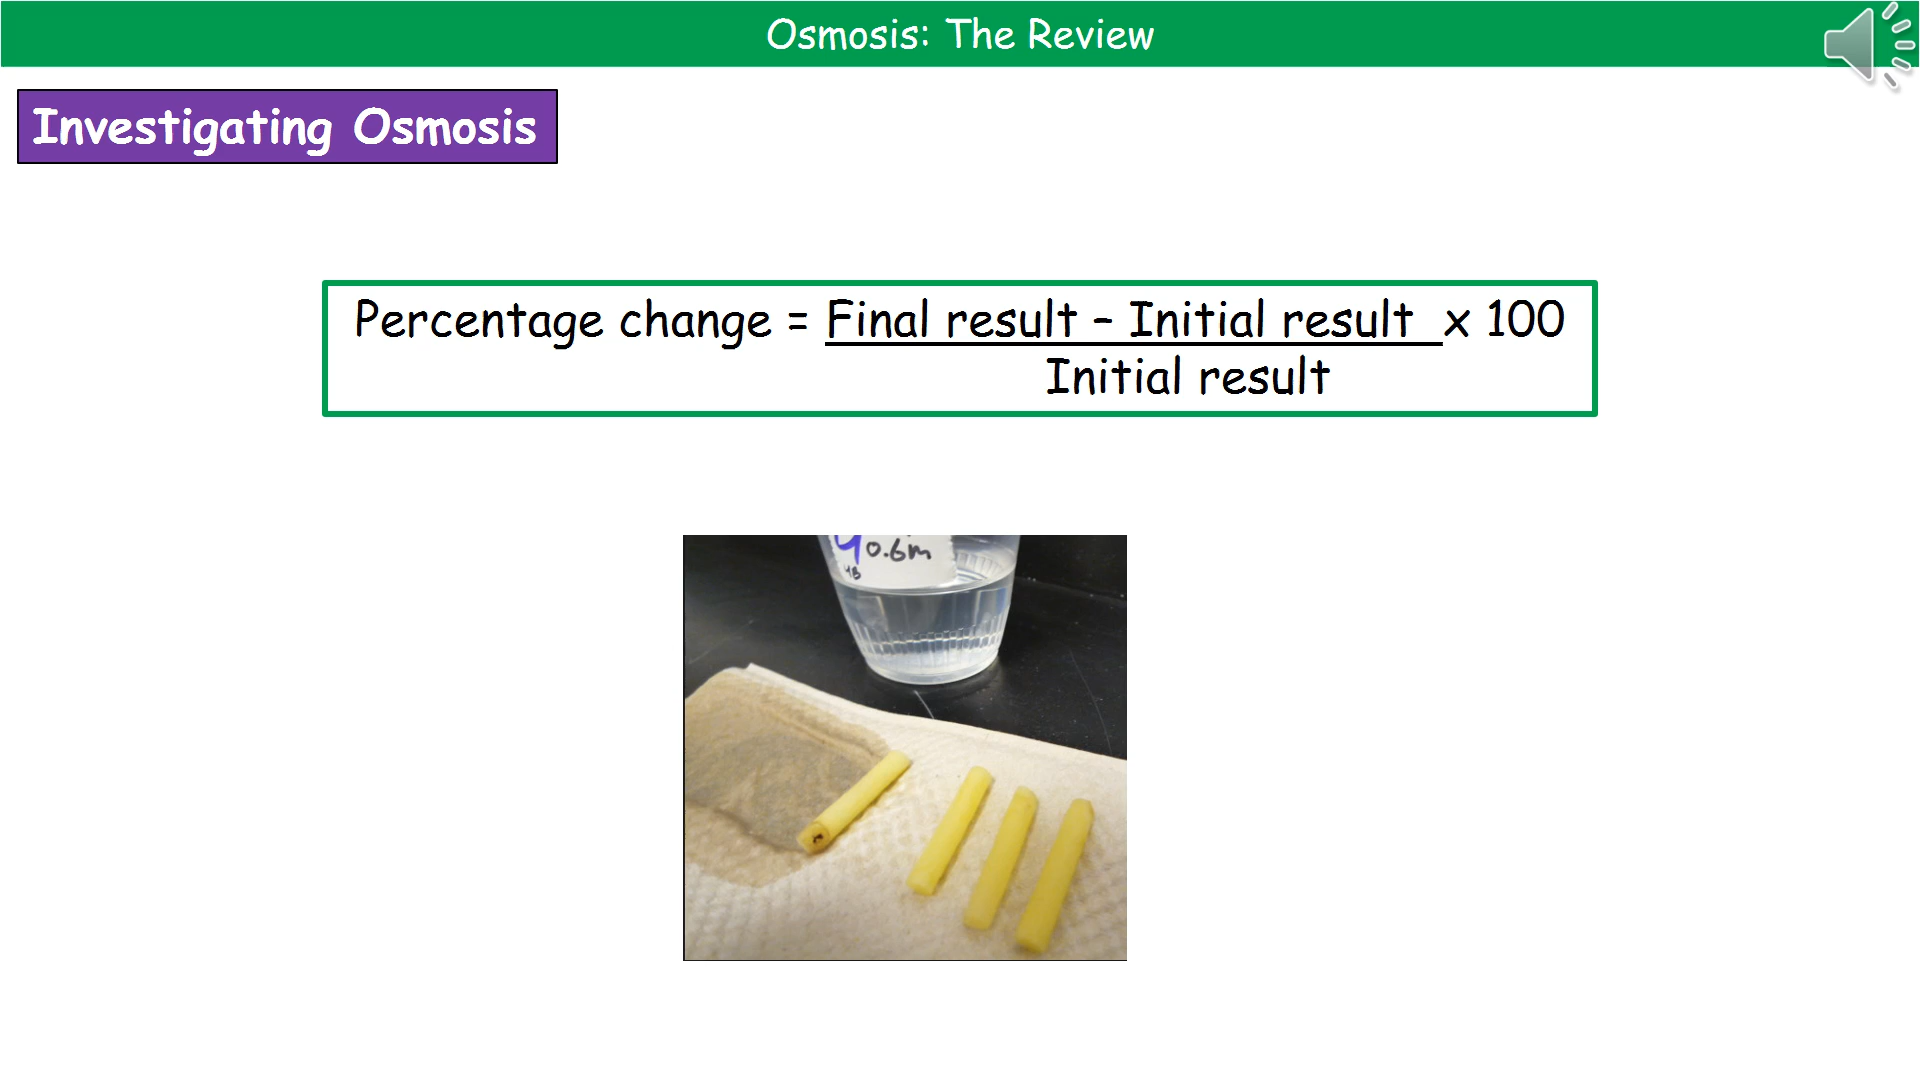 Osmosis: The Review
Investigating Osmosis
Percentage change = Final result – Initial result x 100
Initial result
0.6m